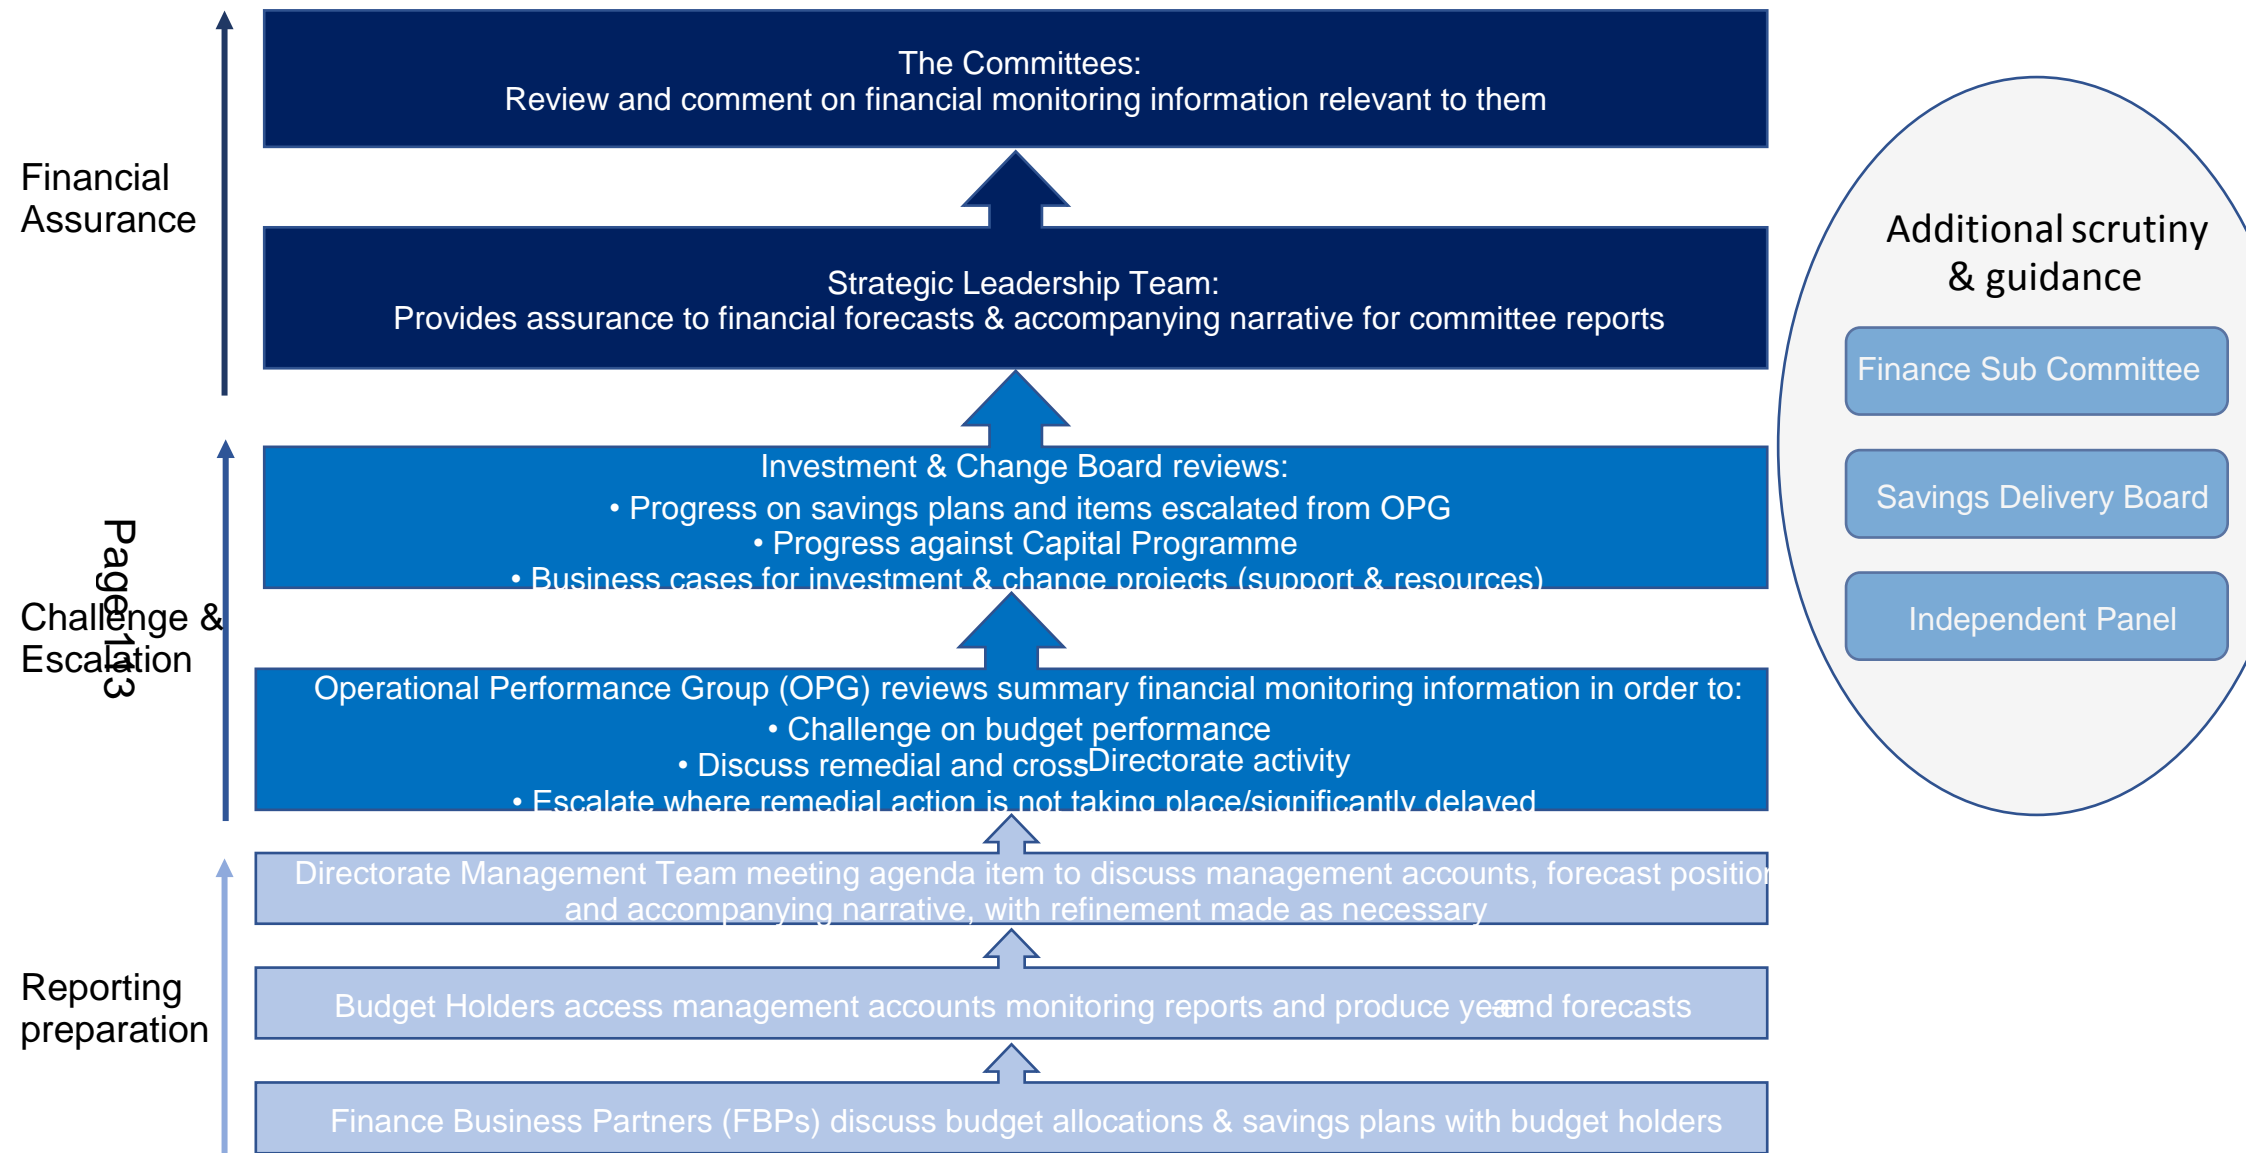 The Committees:
Review and comment on financial monitoring information relevant to them
Financial
Assurance
Strategic Leadership Team:
Provides assurance to financial forecasts & accompanying narrative for committee reports
Investment & Change Board reviews:
• Progress on savings plans and items escalated from OPG
• Progress against Capital Programme
• Business cases for investment & change projects (support & resources)
Challenge &
Escalation
Page 113
Operational Performance Group (OPG) reviews summary financial monitoring information in order to:
• Challenge on budget performance
• Discuss remedial and cross-Directorate activity
• Escalate where remedial action is not taking place/significantly delayed
Directorate Management Team meeting agenda item to discuss management accounts, forecast position
and accompanying narrative, with refinement made as necessary
Reporting
preparation
Budget Holders access management accounts monitoring reports and produce year-end forecasts
Finance Business Partners (FBPs) discuss budget allocations & savings plans with budget holders
Additional scrutiny
& guidance
Finance Sub Committee
Savings Delivery Board
Independent Panel